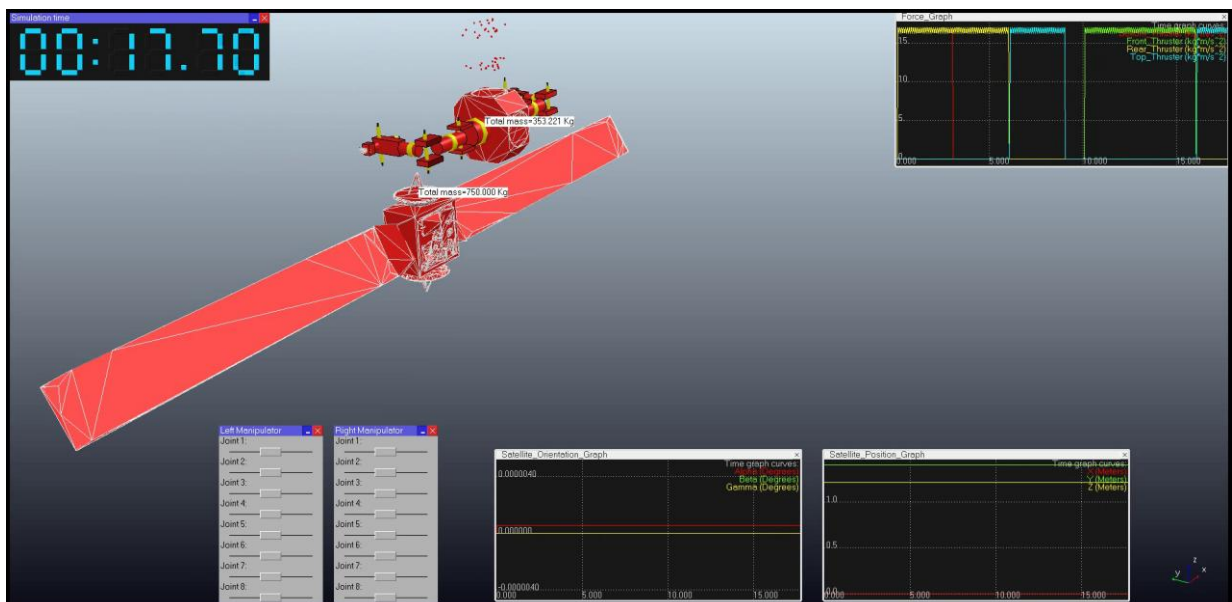 Simulation time
00:17.70
Total mass=353.221 Kg
Total mass=750.000 Kg
Force_Graph
Time graph curves:
Front_Thruster (kg*m/s^2)
Rear_Thruster (kg*m/s^2)
Top_Thruster (kg*m/s^2)
15.
10.
5
0
0.000
5.000
10.000
15.000
Left Manipulator
Joint 1:
Joint 2:
Joint 3:
Joint 4:
Joint 5:
Joint 6:
Joint 7:
Joint 8:
Right Manipulator
Joint 1:
Joint 2:
Joint 3:
Joint 4:
Joint 5:
Joint 6:
Joint 7:
Joint 8:
Satellite_Orientation_Graph
Time graph curves:
Alpha (Degrees)
Beta (Degrees)
Gamma (Degrees)
0.0000040
0.000000
-0.0000040
0.000
5.000
10.000
15.000
Satellite_Position_Graph
Time graph curves:
X (Meters)
Y (Meters)
Z (Meters)
1.0
0.5
0.0
0.000
5.000
10.000
15.000
z
y
x